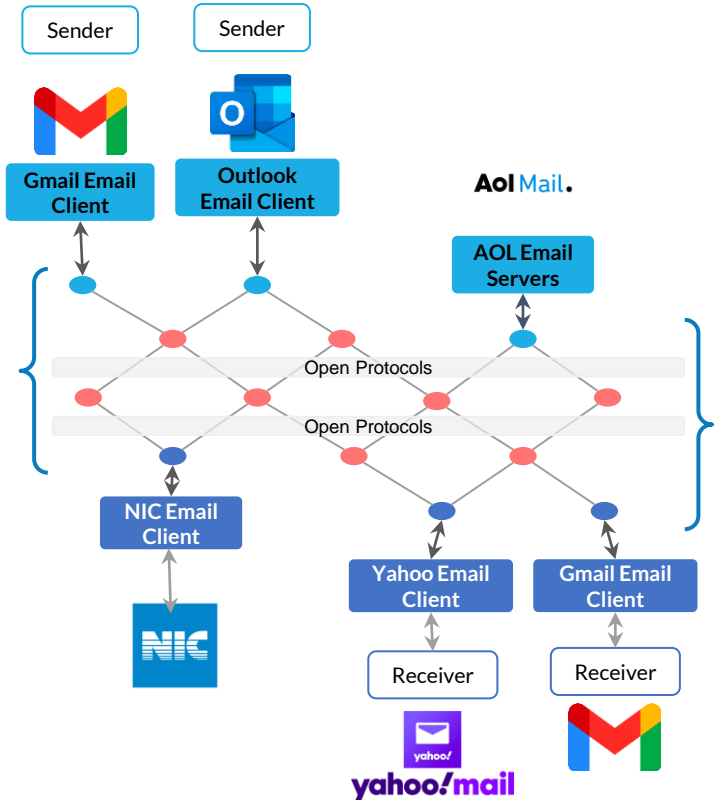 Sender
Sender
O
Gmail Email
Client
Outlook
Email Client
Aol Mail.
AOL Email
Servers
Open Protocols
Open Protocols
NIC Email
Client
NIC
Yahoo Email
Client
Gmail Email
Client
Receiver
Receiver
yahoo!
yahoo!mail